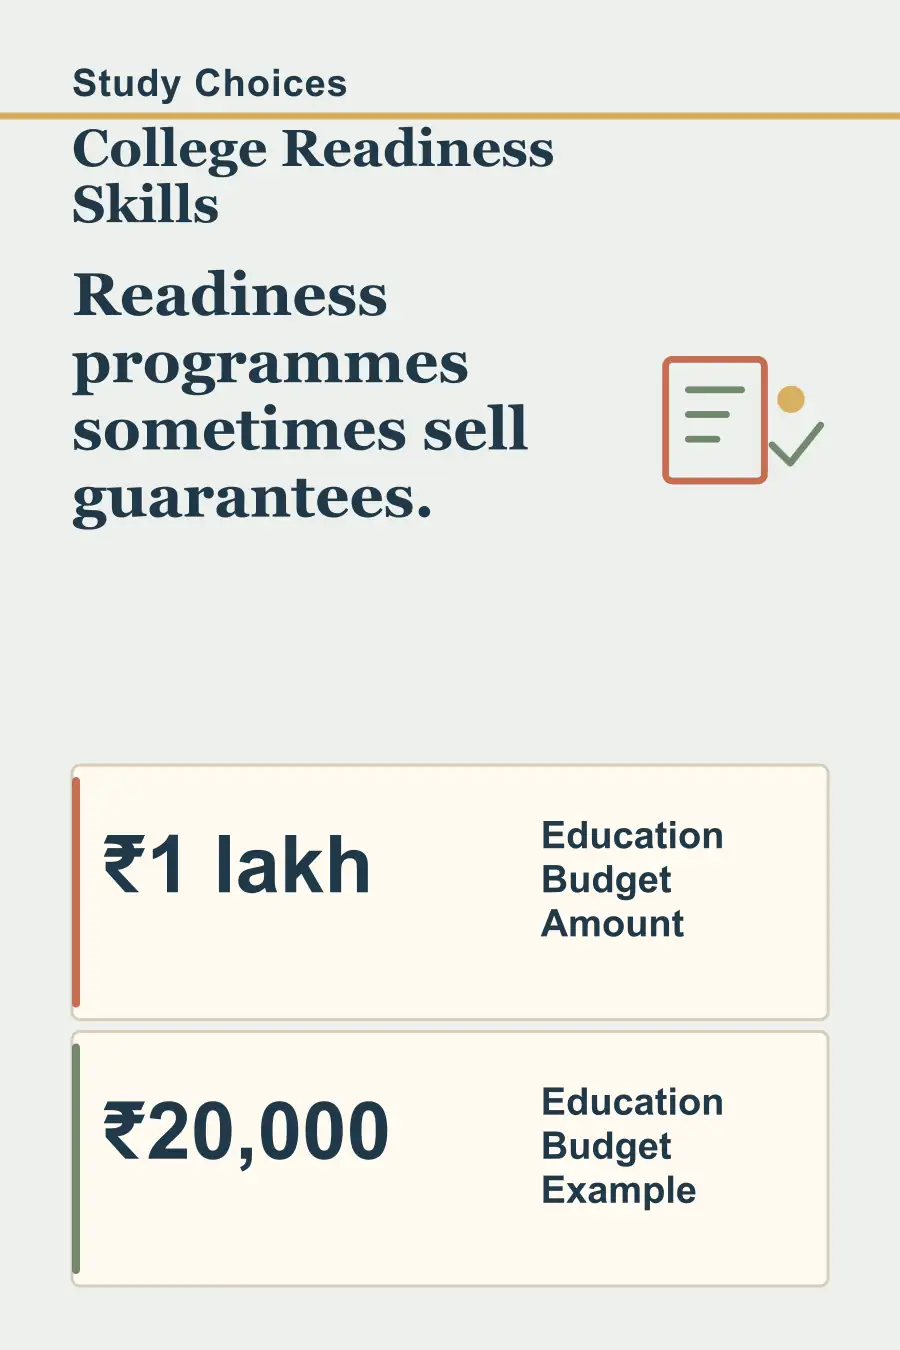 Study Choices
College Readiness
Skills
Readiness
programmes
sometimes sell
guarantees.
₹1 lakh
Education
Budget
Amount
₹20,000
Education
Budget
Example